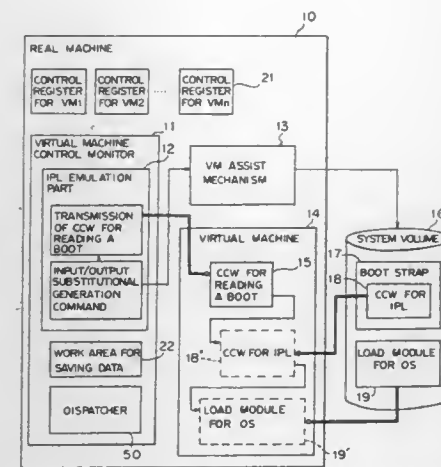 10
REAL MACHINE
CONTROL
REGISTER
FOR VM1
CONTROL
REGISTER
FOR VM2
...
CONTROL
REGISTER
FOR VMn
21
11
VIRTUAL MACHINE
CONTROL MONITOR
12
IPL EMULATION
PART
TRANSMISSION
OF CCW FOR
READING A
BOOT
INPUT/OUTPUT
SUBSTITUTIONAL
GENERATION
COMMAND
WORK AREA FOR
SAVING DATA
22
DISPATCHER
50
13
VM ASSIST
MECHANISM
14
VIRTUAL MACHINE
15
CCW FOR
READING
A BOOT
CCW FOR IPL
18'
LOAD MODULE
FOR OS
19'
16
SYSTEM VOLUME
17
BOOT STRAP
18
CCW FOR
IPL
LOAD MODULE
FOR OS
19